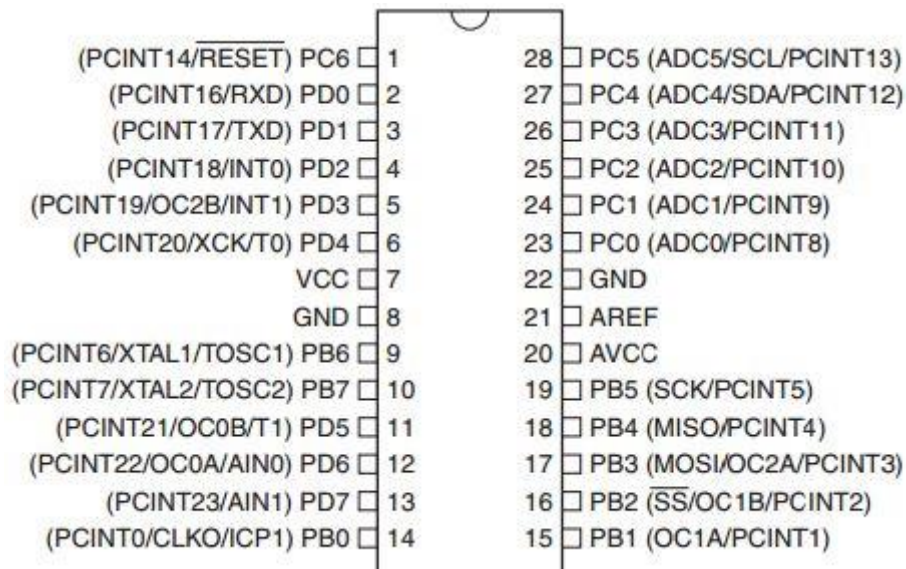 (PCINT14/RESET) PC6 1
(PCINT16/RXD) PD0 2
(PCINT17/TXD) PD1 3
(PCINT18/INT0) PD2 4
(PCINT19/OC2B/INT1) PD3 5
(PCINT20/XCK/T0) PD4 6
VCC 7
GND 8
(PCINT6/XTAL1/TOSC1) PB6 9
(PCINT7/XTAL2/TOSC2) PB7 10
(PCINT21/OC0B/T1) PD5 11
(PCINT22/OC0A/AIN0) PD6 12
(PCINT23/AIN1) PD7 13
(PCINT0/CLKO/ICP1) PB0 14
28 PC5 (ADC5/SCL/PCINT13)
27 PC4 (ADC4/SDA/PCINT12)
26 PC3 (ADC3/PCINT11)
25 PC2 (ADC2/PCINT10)
24 PC1 (ADC1/PCINT9)
23 PC0 (ADC0/PCINT8)
22 GND
21 AREF
20 AVCC
19 PB5 (SCK/PCINT5)
18 PB4 (MISO/PCINT4)
17 PB3 (MOSI/OC2A/PCINT3)
16 PB2 (SS/OC1B/PCINT2)
15 PB1 (OC1A/PCINT1)